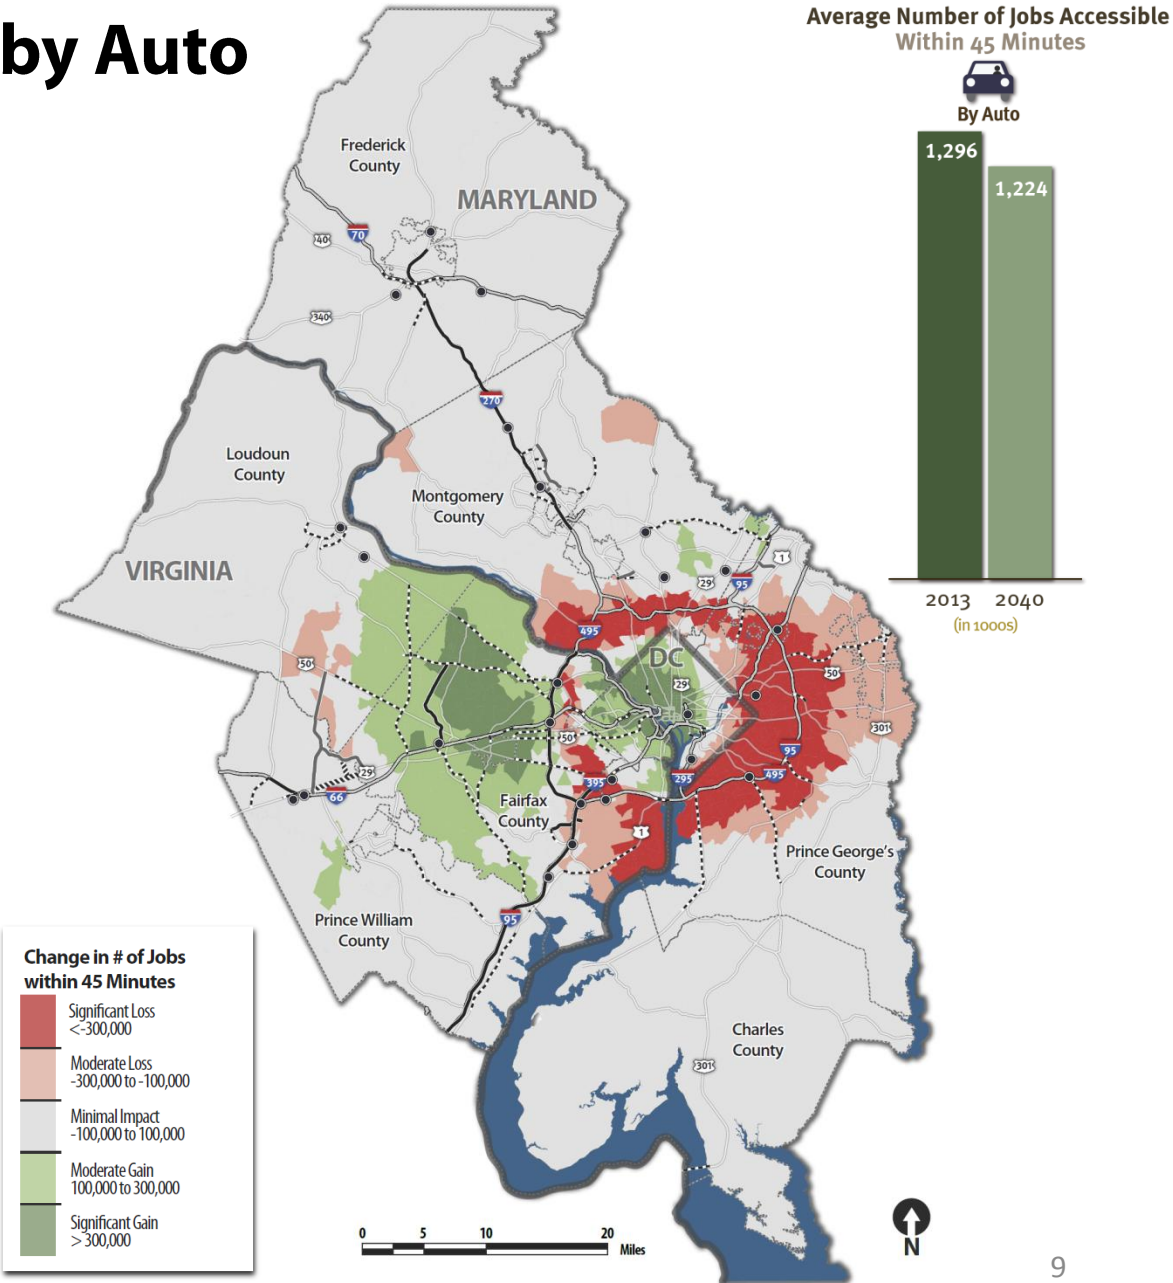 by Auto
Average Number of Jobs Accessible
Within 45 Minutes
By Auto
1,296
1,224
2013 2040
(in 1000s)
Frederick
County
MARYLAND
70
40
340
270
Loudoun
County
Montgomery
County
VIRGINIA
1
29
95
495
DC
50
29
50
301
50
95
29
395
295
495
66
Fairfax
County
1
Prince George's
County
95
Prince William
County
Charles
County
301
Change in # of Jobs
within 45 Minutes
Significant Loss
<-300,000
Moderate Loss
-300,000 to -100,000
Minimal Impact
-100,000 to 100,000
Moderate Gain
100,000 to 300,000
Significant Gain
> 300,000
0 5 10 20
Miles
N
9